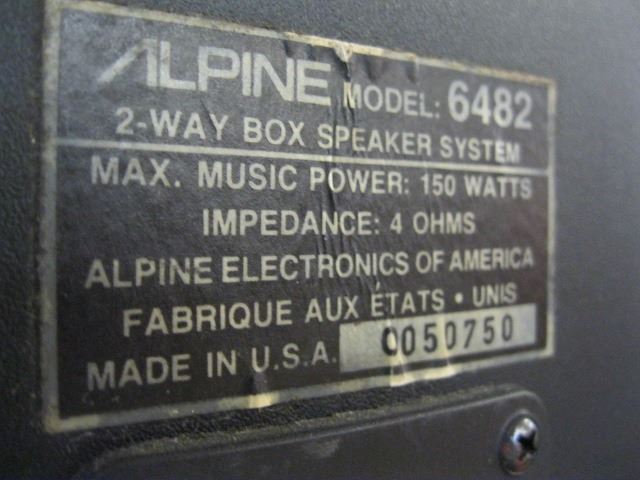 ALPINE MODEL: 6482
2-WAY BOX SPEAKER SYSTEM
MAX. MUSIC POWER: 150 WATTS
IMPEDANCE: 4 OHMS
ALPINE ELECTRONICS OF AMERICA
FABRIQUE AUX ÉTATS • UNIS
MADE IN U.S.A. 0050750